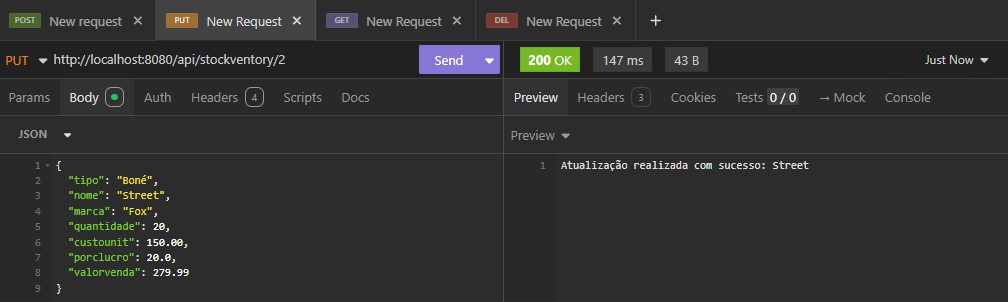 POST New request × PUT New Request × GET New Request × DEL New Request × +
PUT http://localhost:8080/api/stockventory/2 Send 200 OK 147 ms 43 B Just Now
Params Body Auth Headers 4 Scripts Docs Preview Headers 3 Cookies Tests 0 / 0 → Mock Console
JSON Preview
1 {
2 "tipo": "Boné",
3 "nome": "Street",
4 "marca": "Fox",
5 "quantidade": 20,
6 "custounit": 150.00,
7 "porclucro": 20.0,
8 "valorvenda": 279.99
9 }
1 Atualização realizada com sucesso: Street